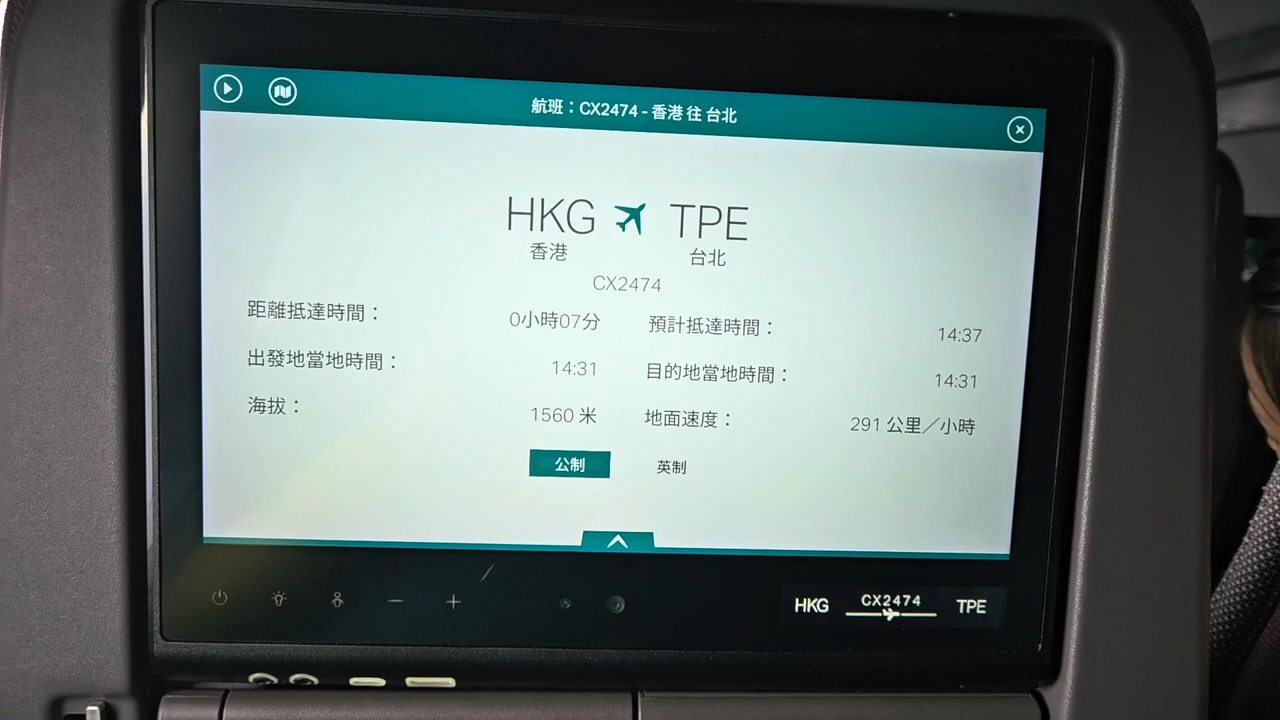 航班：CX2474 - 香港 往 台北
HKG TPE
香港 台北
CX2474
距離抵達時間： 0小時07分 預計抵達時間： 14:37
出發地當地時間： 14:31 目的地當地時間： 14:31
海拔： 1560 米 地面速度： 291 公里／小時
公制 英制
HKG CX2474 TPE